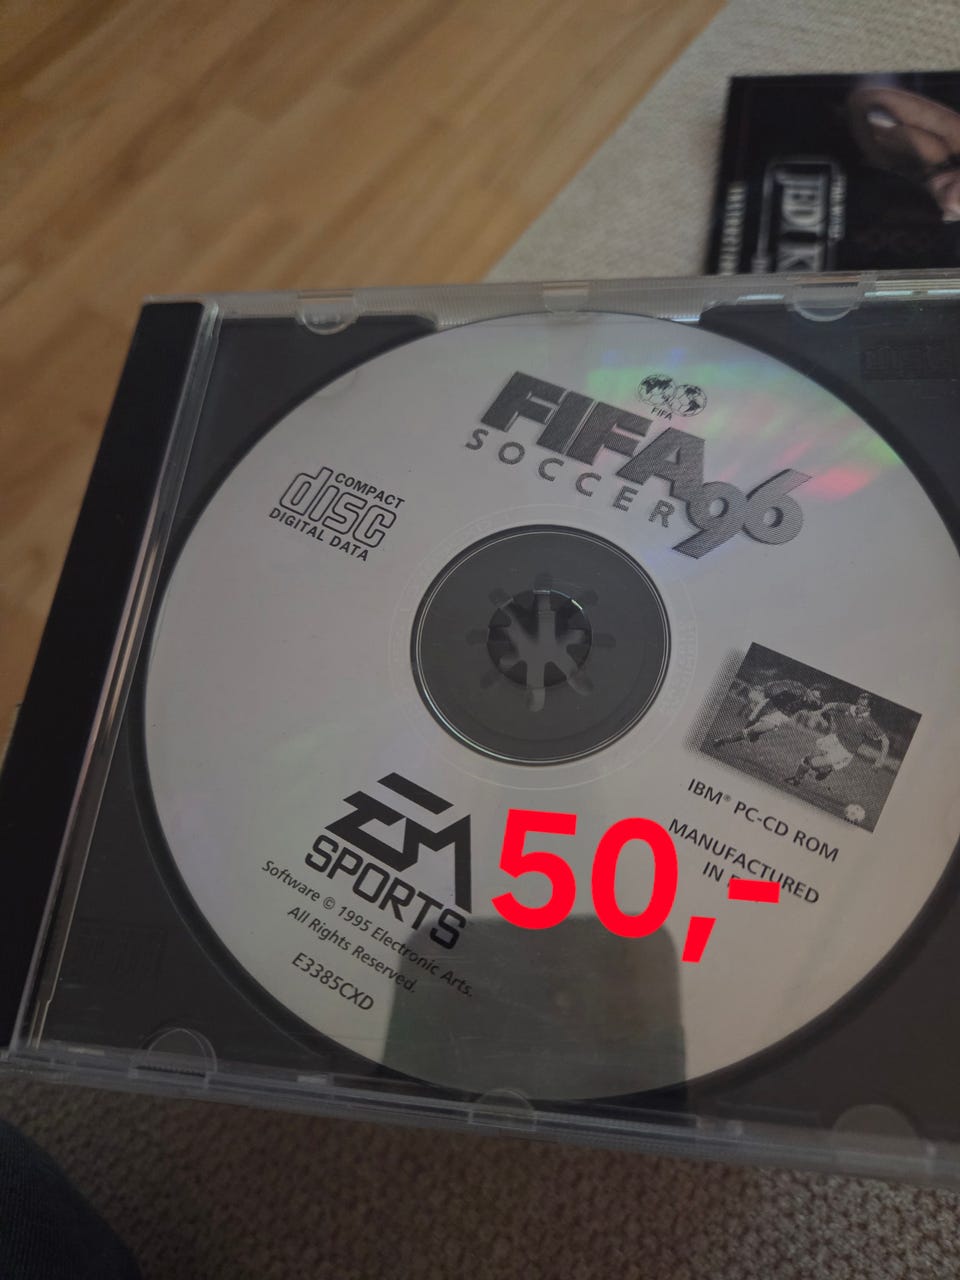 JEDI K
FIFA
FIFA 96
SOCCER
COMPACT
disc
DIGITAL DATA
IBM® PC-CD ROM
MANUFACTURED
IN
EA
SPORTS
Software © 1995 Electronic Arts.
All Rights Reserved.
E3385CXD
50,-